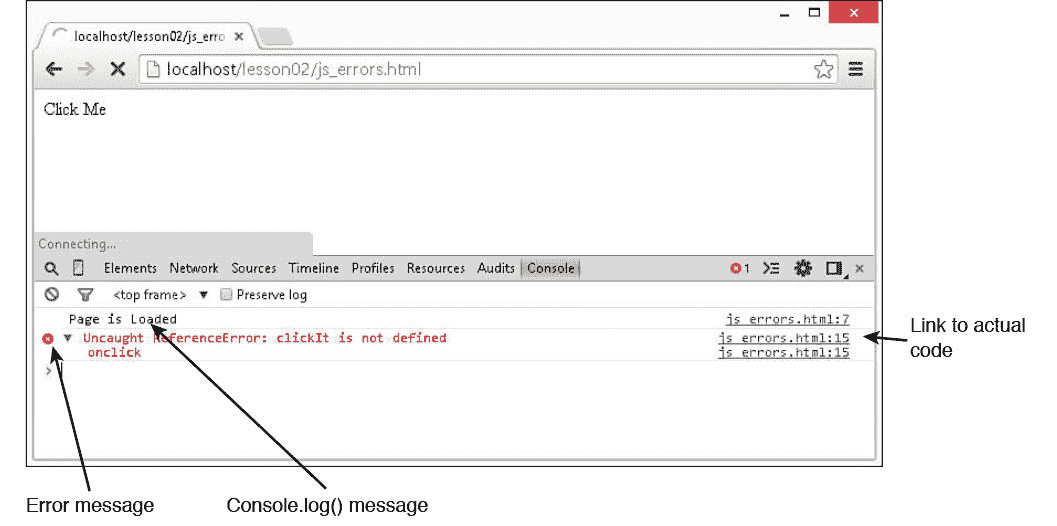 localhost/lesson02/js_erro
localhost/lesson02/js_errors.html
Click Me
Connecting...
Elements Network Sources Timeline Profiles Resources Audits Console 1
<top frame> Preserve log
Page is Loaded js_errors.html:7
Uncaught ReferenceError: clickIt is not defined js_errors.html:15
onclick js_errors.html:15
Link to actual
code
Error message
Console.log() message